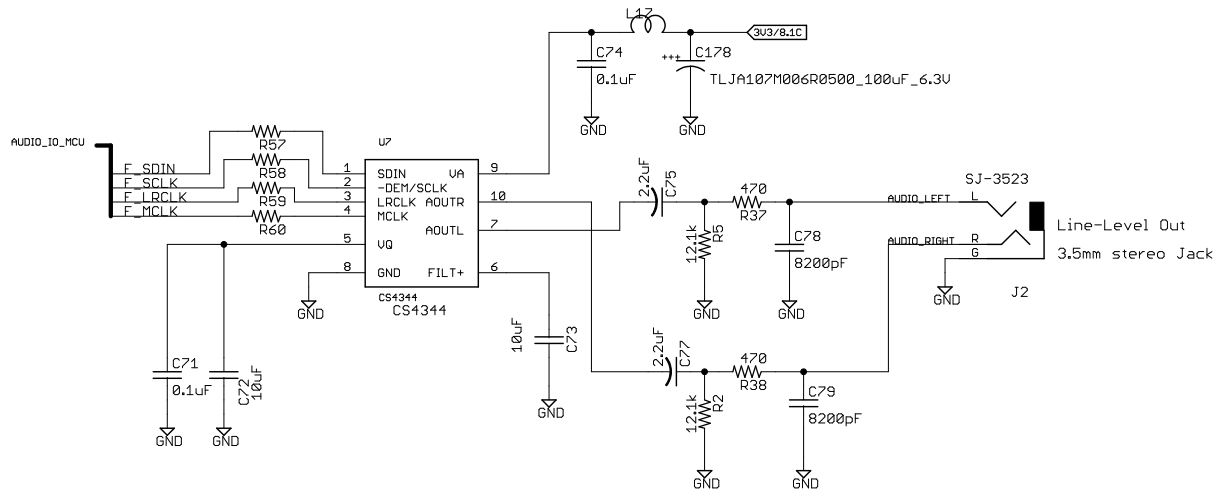 L17
3V3/8.1C
C74
0.1uF
GND
+++
C178
TLJA107M006R0500_100uF_6.3V
GND
AUDIO_IO_MCU
F_SDIN
F_SCLK
F_LRCLK
F_MCLK
R57
R58
R59
R60
U7
1 SDIN VA 9
2 -DEM/SCLK
3 LRCLK AOUTR 10
4 MCLK
AOUTL 7
5 VQ
8 GND FILT+ 6
CS4344
CS4344
GND
C71
0.1uF
GND
C72
10uF
GND
10uF
C73
GND
2.2uF
C75
470
R37
12.1k
R5
GND
C78
8200pF
GND
2.2uF
C77
470
R38
12.1k
R2
GND
C79
8200pF
GND
SJ-3523
AUDIO_LEFT L
AUDIO_RIGHT R
G
GND
J2
Line-Level Out
3.5mm stereo Jack